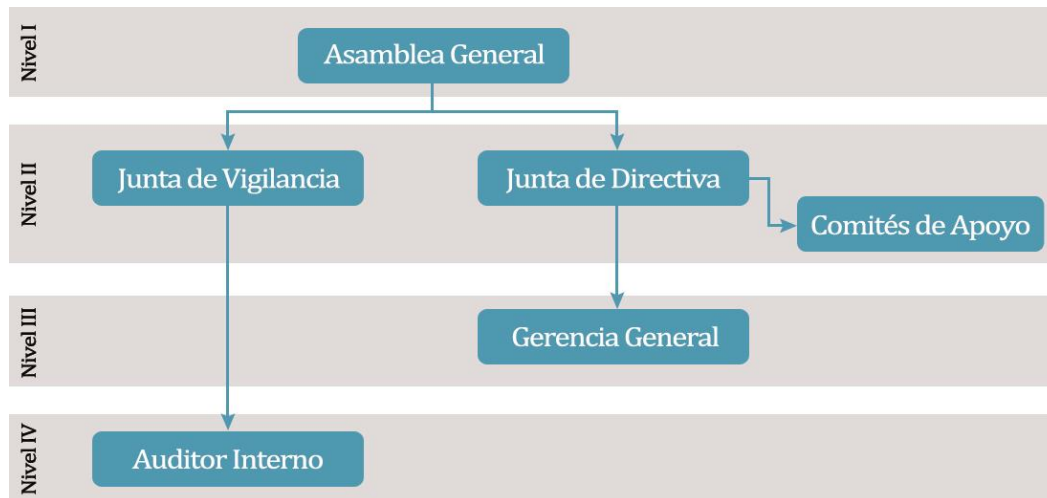 Nivel I
Asamblea General
Nivel II
Junta de Vigilancia
Junta de Directiva
Comités de Apoyo
Nivel III
Gerencia General
Nivel IV
Auditor Interno